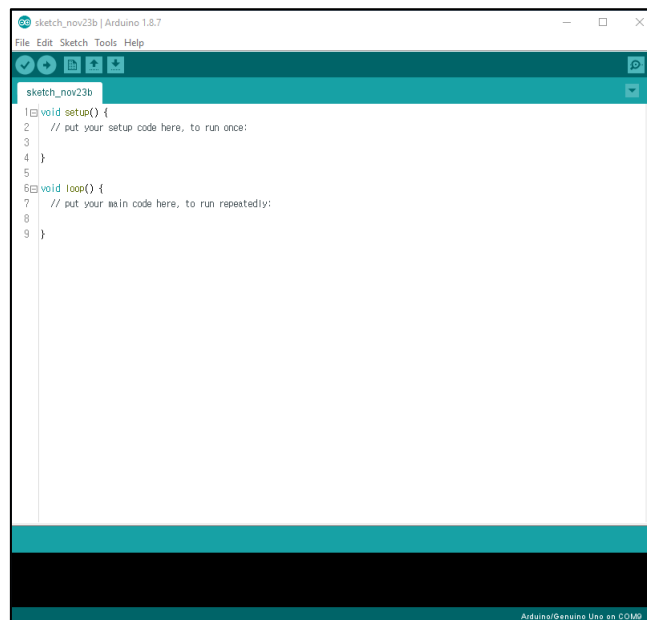 sketch_nov23b | Arduino 1.8.7
File Edit Sketch Tools Help
sketch_nov23b
1 void setup() {
2 // put your setup code here, to run once:
3
4 }
5
6 void loop() {
7 // put your main code here, to run repeatedly:
8
9 }
Arduino/Genuino Uno on COM9